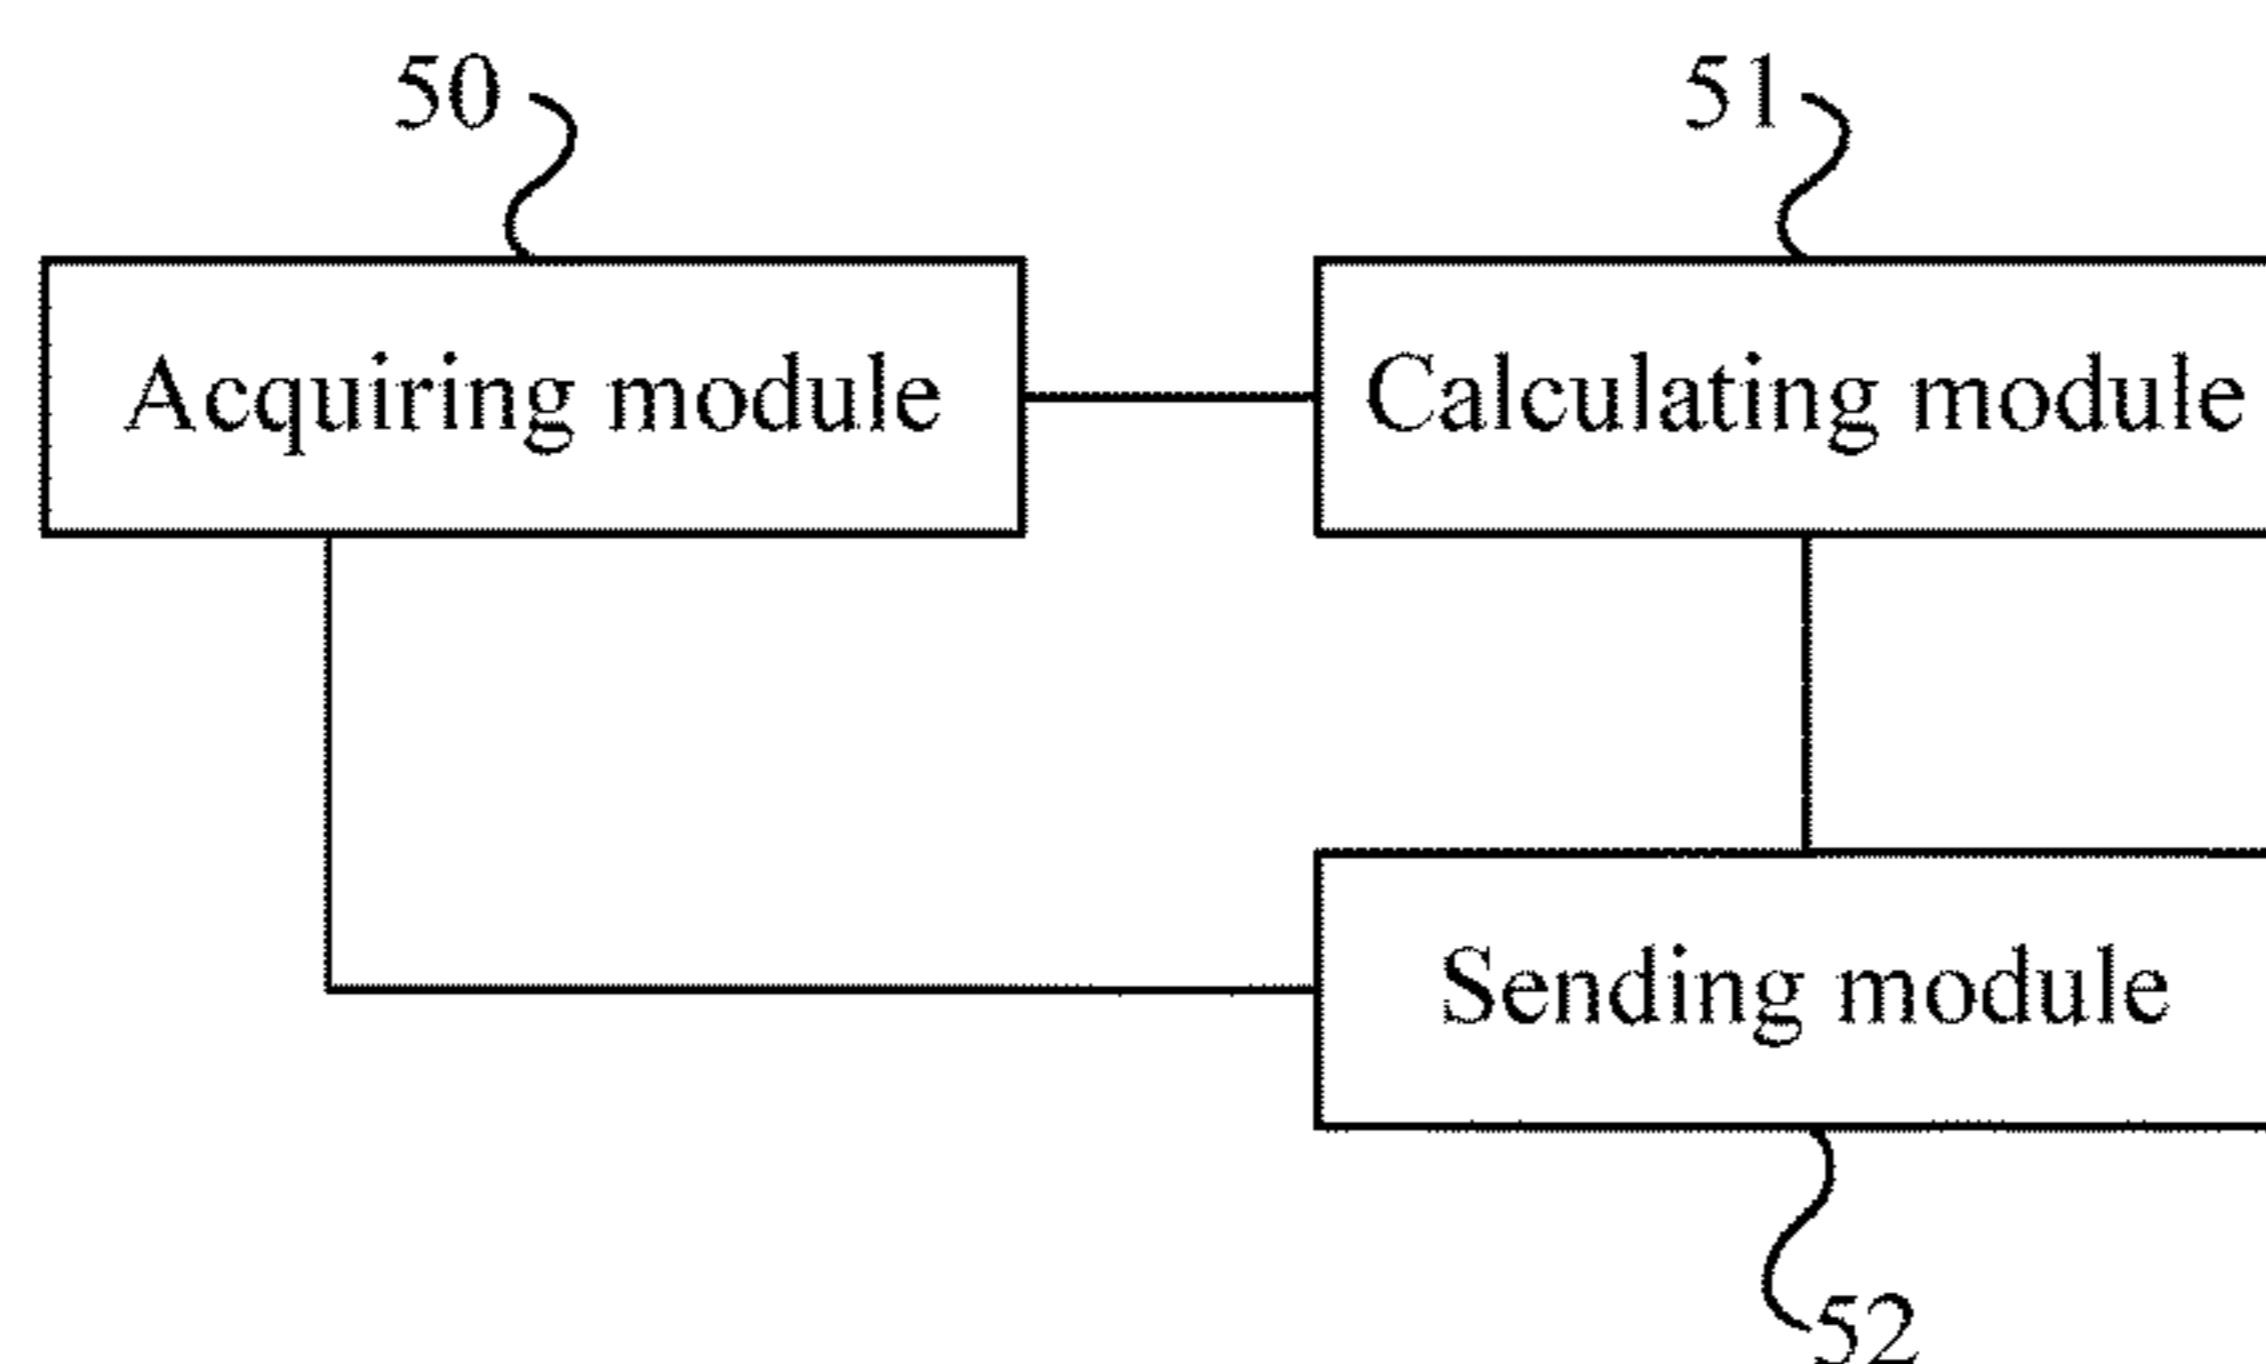 50
51
Acquiring module
Calculating module
Sending module
52